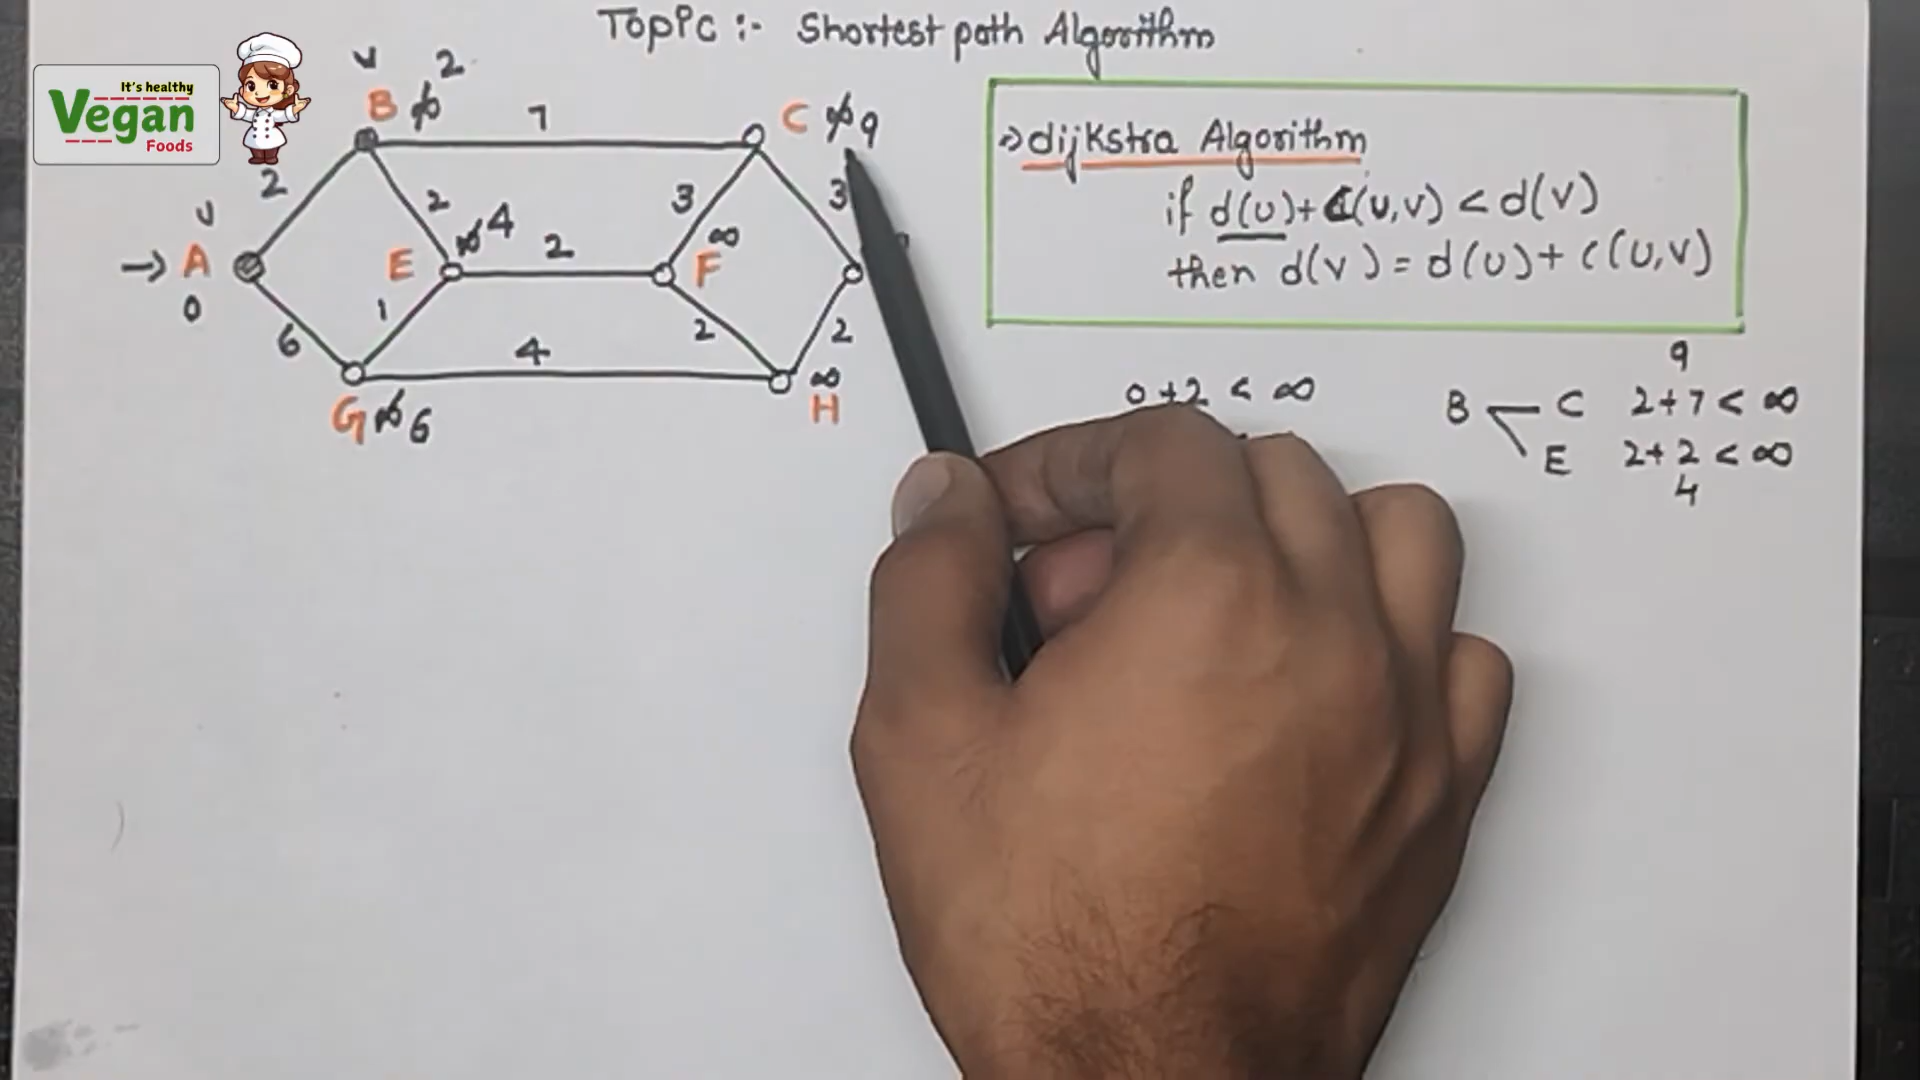 Topic :- Shortest path Algorithm
It's healthy
Vegan
Foods
v 2
B ∞
7
C ∞ 9
2
2
3
3
v
→ A
0
E ∞ 4
2
∞
F
6
1
2
2
4
G ∞ 6
∞
H
⇒ dijkstra Algorithm
if d(u) + C(u,v) < d(v)
then d(v) = d(u) + c(u,v)
0 + 2 < ∞
9
B C 2 + 7 < ∞
E 2 + 2 < ∞
4